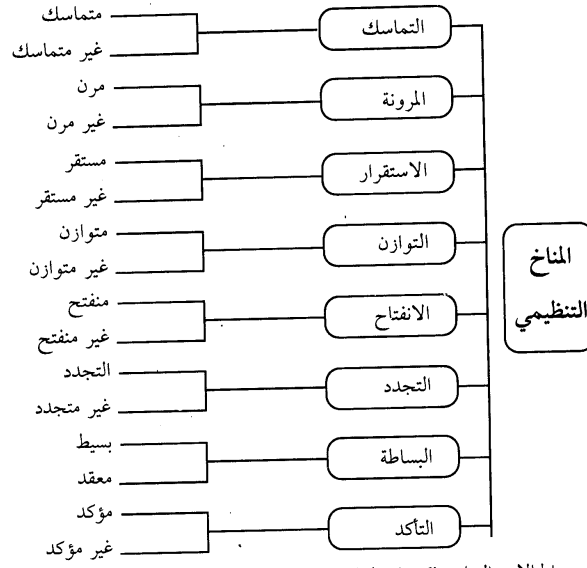 المناخ
التنظيمي
التماسك
متماسك
غير متماسك
المرونة
مرن
غير مرن
الاستقرار
مستقر
غير مستقر
التوازن
متوازن
غير متوازن
الانفتاح
منفتح
غير منفتح
التجدد
التجدد
غير متجدد
البساطة
بسيط
معقد
التأكد
مؤكد
غير مؤكد